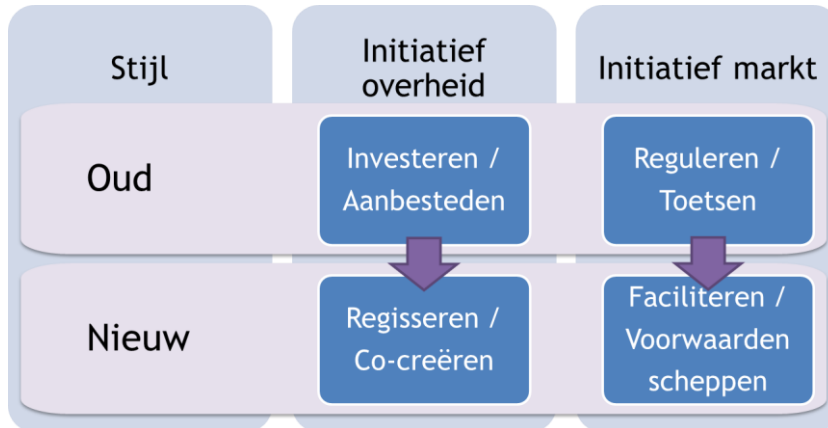 Stijl
Initiatief
overheid
Initiatief markt
Oud
Investeren /
Aanbesteden
Reguleren /
Toetsen
Nieuw
Regisseren /
Co-creëren
Faciliteren /
Voorwaarden
scheppen